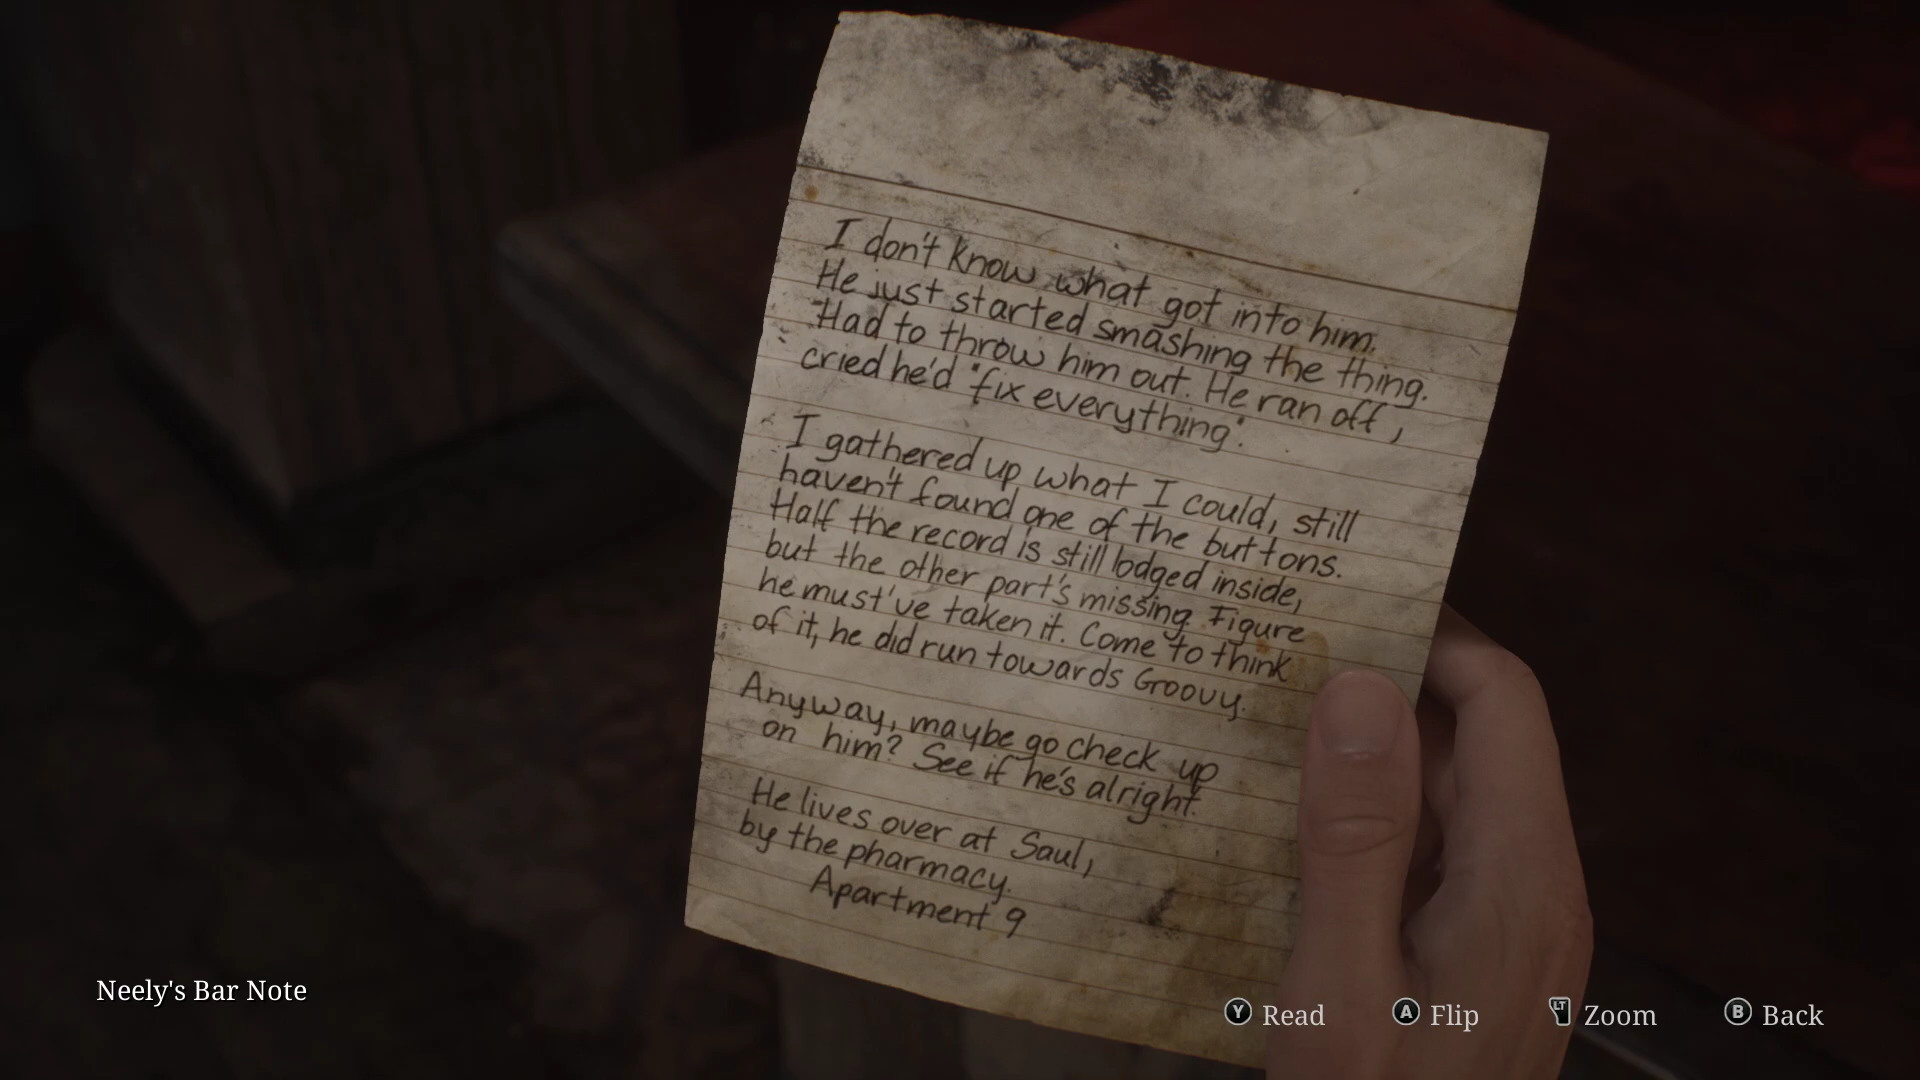 I don't know what got into him.
He just started smashing the thing.
Had to throw him out. He ran off,
cried he'd "fix everything".
I gathered up what I could, still
haven't found one of the buttons.
Half the record is still lodged inside,
but the other part's missing. Figure
he must've taken it. Come to think
of it, he did run towards Groovy.
Anyway, maybe go check up
on him? See if he's alright.
He lives over at Saul,
by the pharmacy.
Apartment 9
Neely's Bar Note
Y Read A Flip LT Zoom B Back